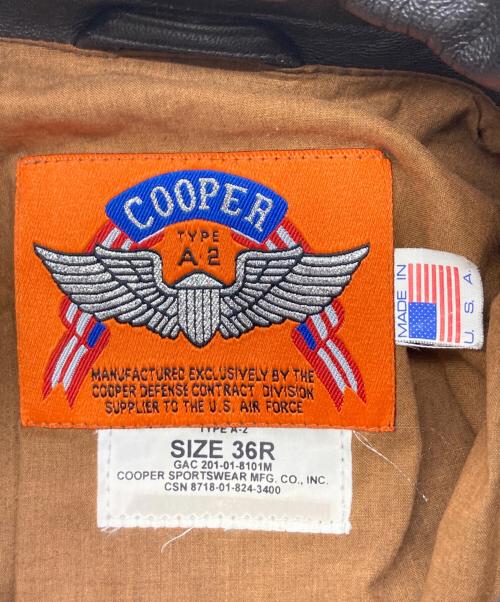 COOPER
TYPE
A-2
MANUFACTURED EXCLUSIVELY BY THE
COOPER DEFENSE CONTRACT DIVISION
SUPPLIER TO THE U.S. AIR FORCE
MADE IN
U.S.A.
TYPE A-2
SIZE 36R
GAC 201-01-8101M
COOPER SPORTSWEAR MFG. CO., INC.
CSN 8718-01-824-3400